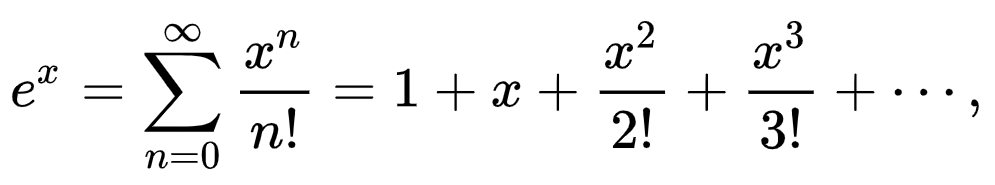 e^x = \sum_{n=0}^{\infty} \frac{x^n}{n!} = 1 + x + \frac{x^2}{2!} + \frac{x^3}{3!} + \cdots,